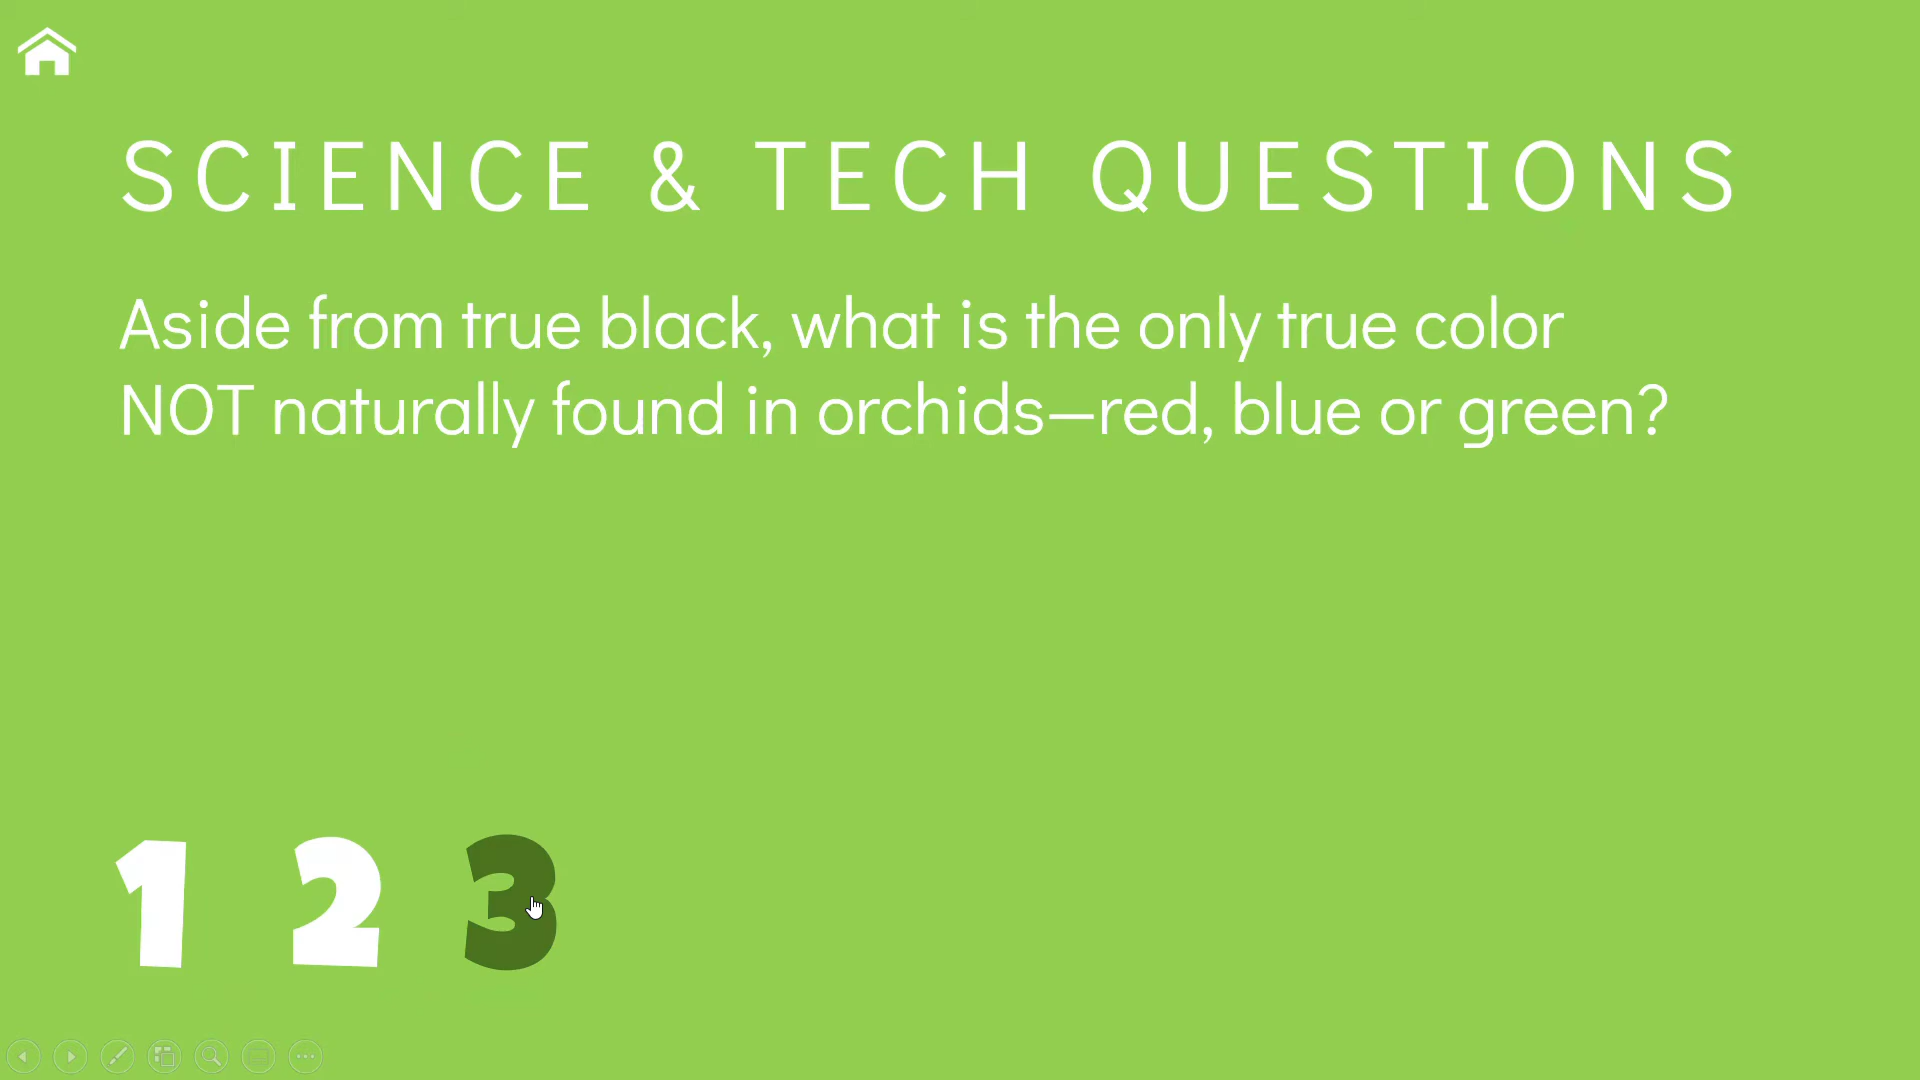 SCIENCE & TECH QUESTIONS
Aside from true black, what is the only true color
NOT naturally found in orchids—red, blue or green?
1 2 3